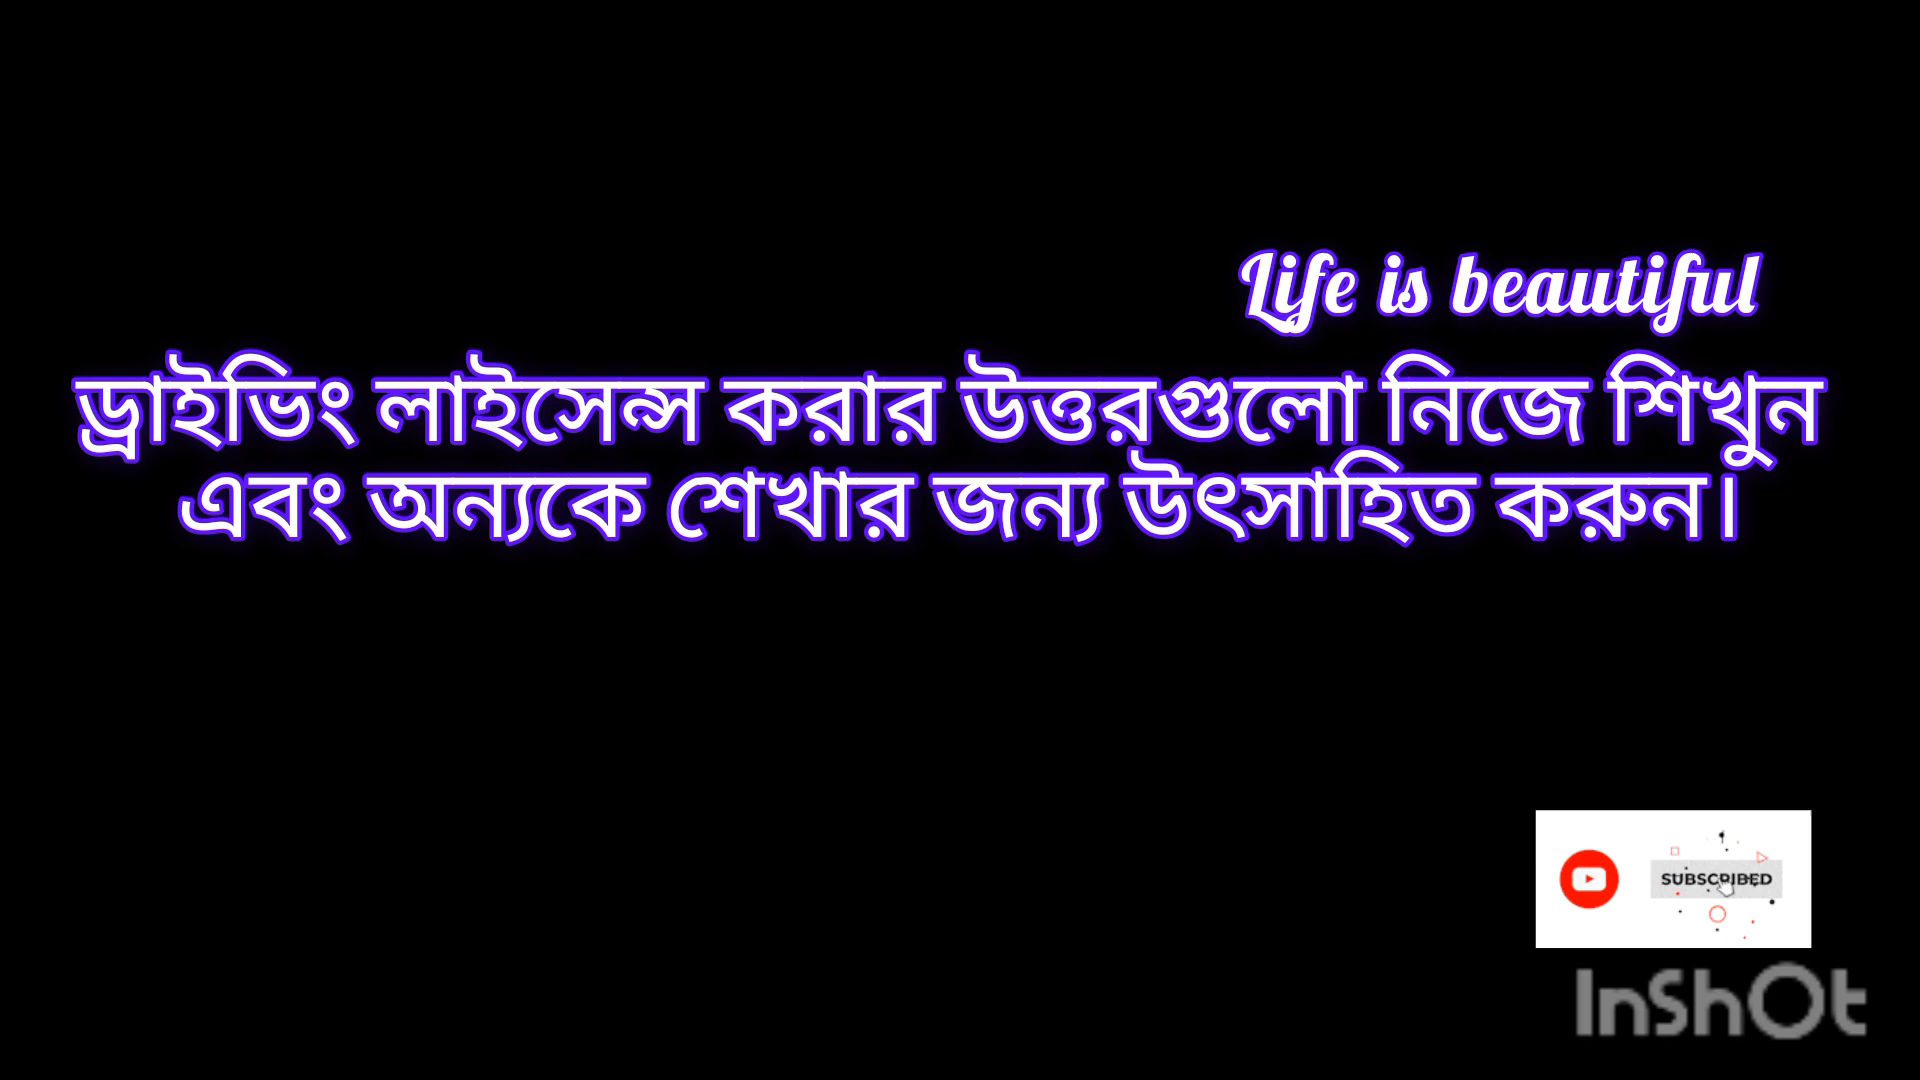 Life is beautiful
ড্রাইভিং লাইসেন্স করার উত্তরগুলো নিজে শিখুন
এবং অন্যকে শেখার জন্য উৎসাহিত করুন।
SUBSCRIBED
InShOt